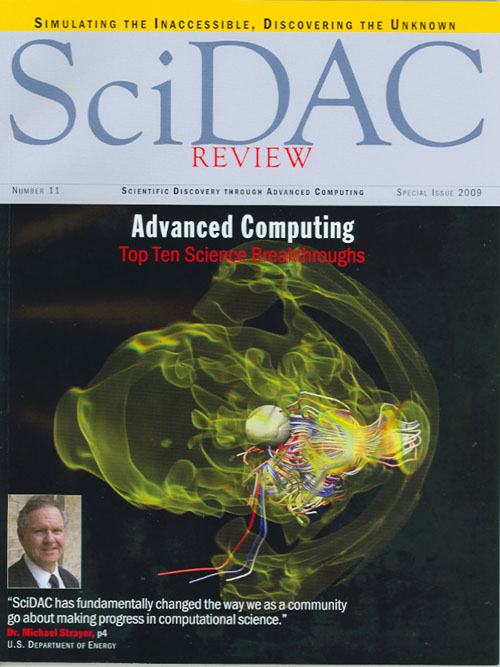 SIMULATING THE INACCESSIBLE, DISCOVERING THE UNKNOWN
SciDAC
REVIEW
NUMBER 11 SCIENTIFIC DISCOVERY THROUGH ADVANCED COMPUTING SPECIAL ISSUE 2009
Advanced Computing
Top Ten Science Breakthroughs
“SciDAC has fundamentally changed the way we as a community
go about making progress in computational science.”
Dr. Michael Strayer, p4
U.S. DEPARTMENT OF ENERGY